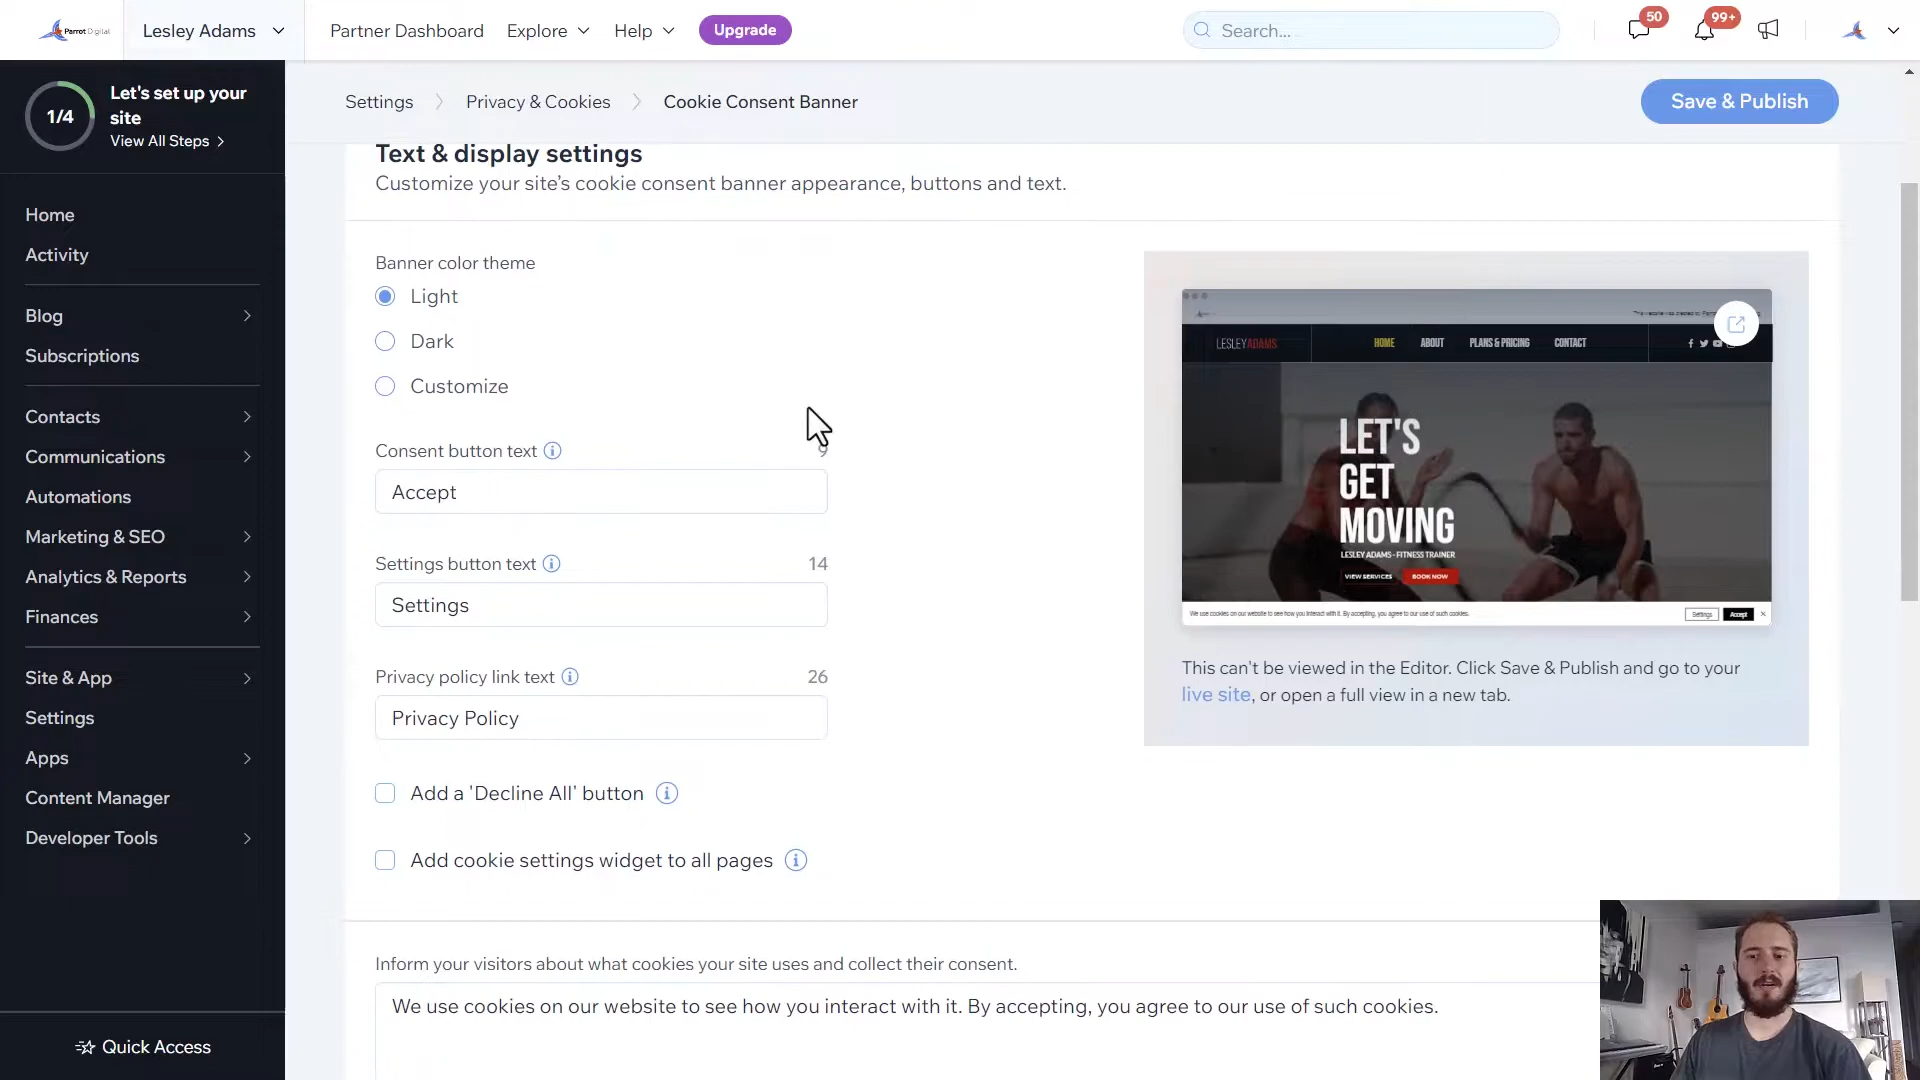 Parrot Digital
Lesley Adams
Partner Dashboard
Explore
Help
Upgrade
Search...
50
99+
1/4
Let's set up your
site
View All Steps
Home
Activity
Blog
Subscriptions
Contacts
Communications
Automations
Marketing & SEO
Analytics & Reports
Finances
Site & App
Settings
Apps
Content Manager
Developer Tools
Quick Access
Settings
Privacy & Cookies
Cookie Consent Banner
Save & Publish
Text & display settings
Customize your site's cookie consent banner appearance, buttons and text.
Banner color theme
Light
Dark
Customize
Consent button text
9
Accept
Settings button text
14
Settings
Privacy policy link text
26
Privacy Policy
Add a 'Decline All' button
Add cookie settings widget to all pages
Inform your visitors about what cookies your site uses and collect their consent.
We use cookies on our website to see how you interact with it. By accepting, you agree to our use of such cookies.
LESLEYADAMS
HOME
ABOUT
PLANS & PRICING
CONTACT
LET'S
GET
MOVING
LESLEY ADAMS - FITNESS TRAINER
VIEW SERVICES
BOOK NOW
We use cookies on our website to see how you interact with it. By accepting, you agree to our use of such cookies.
Settings
Accept
This can't be viewed in the Editor. Click Save & Publish and go to your
live site, or open a full view in a new tab.